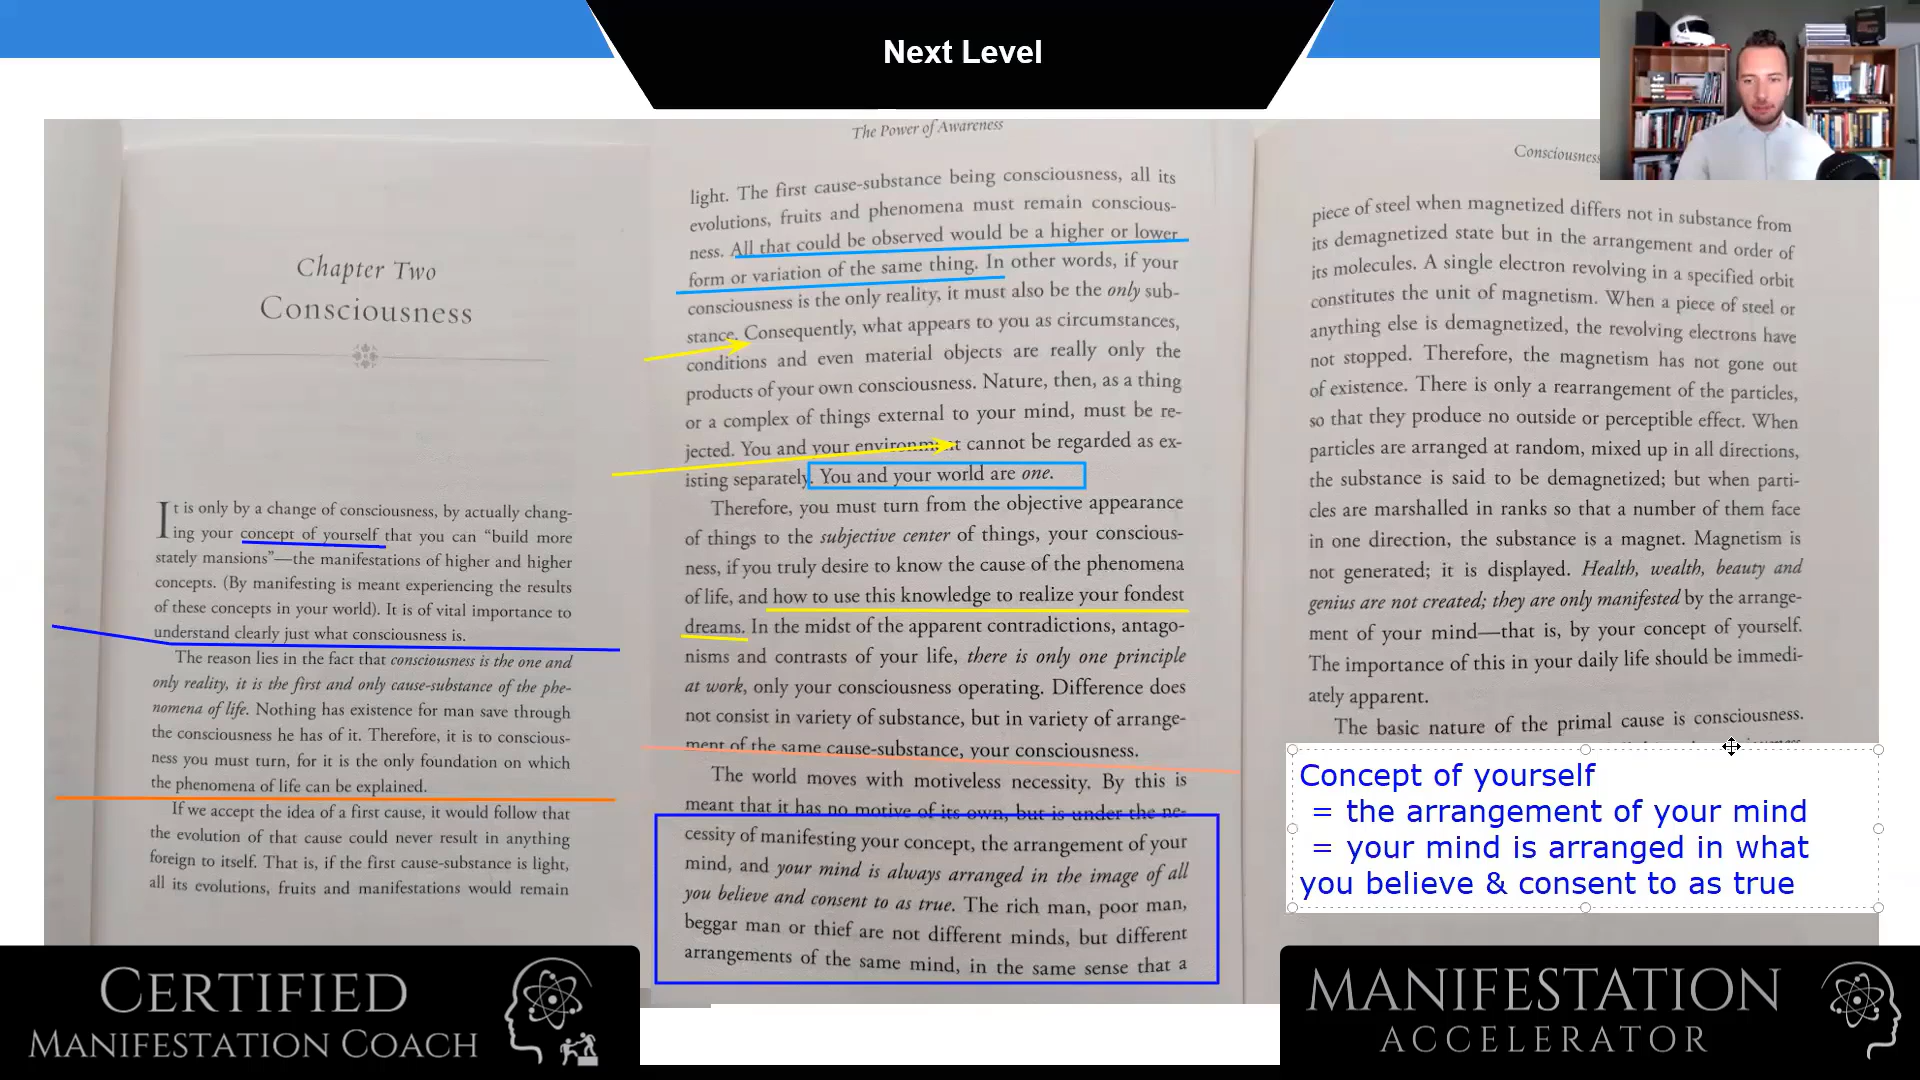 Next Level
Chapter Two
Consciousness
It is only by a change of consciousness, by actually chang-
ing your concept of yourself that you can “build more
stately mansions”—the manifestations of higher and higher
concepts. (By manifesting is meant experiencing the results
of these concepts in your world). It is of vital importance to
understand clearly just what consciousness is.
The reason lies in the fact that consciousness is the one and
only reality, it is the first and only cause-substance of the phe-
nomena of life. Nothing has existence for man save through
the consciousness he has of it. Therefore, it is to conscious-
ness you must turn, for it is the only foundation on which
the phenomena of life can be explained.
If we accept the idea of a first cause, it would follow that
the evolution of that cause could never result in anything
foreign to itself. That is, if the first cause-substance is light,
all its evolutions, fruits and manifestations would remain
The Power of Awareness
light. The first cause-substance being consciousness, all its
evolutions, fruits and phenomena must remain conscious-
ness. All that could be observed would be a higher or lower
form or variation of the same thing. In other words, if your
consciousness is the only reality, it must also be the only sub-
stance. Consequently, what appears to you as circumstances,
conditions and even material objects are really only the
products of your own consciousness. Nature, then, as a thing
or a complex of things external to your mind, must be re-
jected. You and your environment cannot be regarded as ex-
isting separately. You and your world are one.
Therefore, you must turn from the objective appearance
of things to the subjective center of things, your conscious-
ness, if you truly desire to know the cause of the phenomena
of life, and how to use this knowledge to realize your fondest
dreams. In the midst of the apparent contradictions, antago-
nisms and contrasts of your life, there is only one principle
at work, only your consciousness operating. Difference does
not consist in variety of substance, but in variety of arrange-
ment of the same cause-substance, your consciousness.
The world moves with motiveless necessity. By this is
meant that it has no motive of its own, but is under the ne-
cessity of manifesting your concept, the arrangement of your
mind, and your mind is always arranged in the image of all
you believe and consent to as true. The rich man, poor man,
beggar man or thief are not different minds, but different
arrangements of the same mind, in the same sense that a
Consciousness
piece of steel when magnetized differs not in substance from
its demagnetized state but in the arrangement and order of
its molecules. A single electron revolving in a specified orbit
constitutes the unit of magnetism. When a piece of steel or
anything else is demagnetized, the revolving electrons have
not stopped. Therefore, the magnetism has not gone out
of existence. There is only a rearrangement of the particles,
so that they produce no outside or perceptible effect. When
particles are arranged at random, mixed up in all directions,
the substance is said to be demagnetized; but when parti-
cles are marshalled in ranks so that a number of them face
in one direction, the substance is a magnet. Magnetism is
not generated; it is displayed. Health, wealth, beauty and
genius are not created; they are only manifested by the arrange-
ment of your mind—that is, by your concept of yourself.
The importance of this in your daily life should be immedi-
ately apparent.
The basic nature of the primal cause is consciousness.
Concept of yourself
= the arrangement of your mind
= your mind is arranged in what
you believe & consent to as true
CERTIFIED
MANIFESTATION COACH
MANIFESTATION
ACCELERATOR